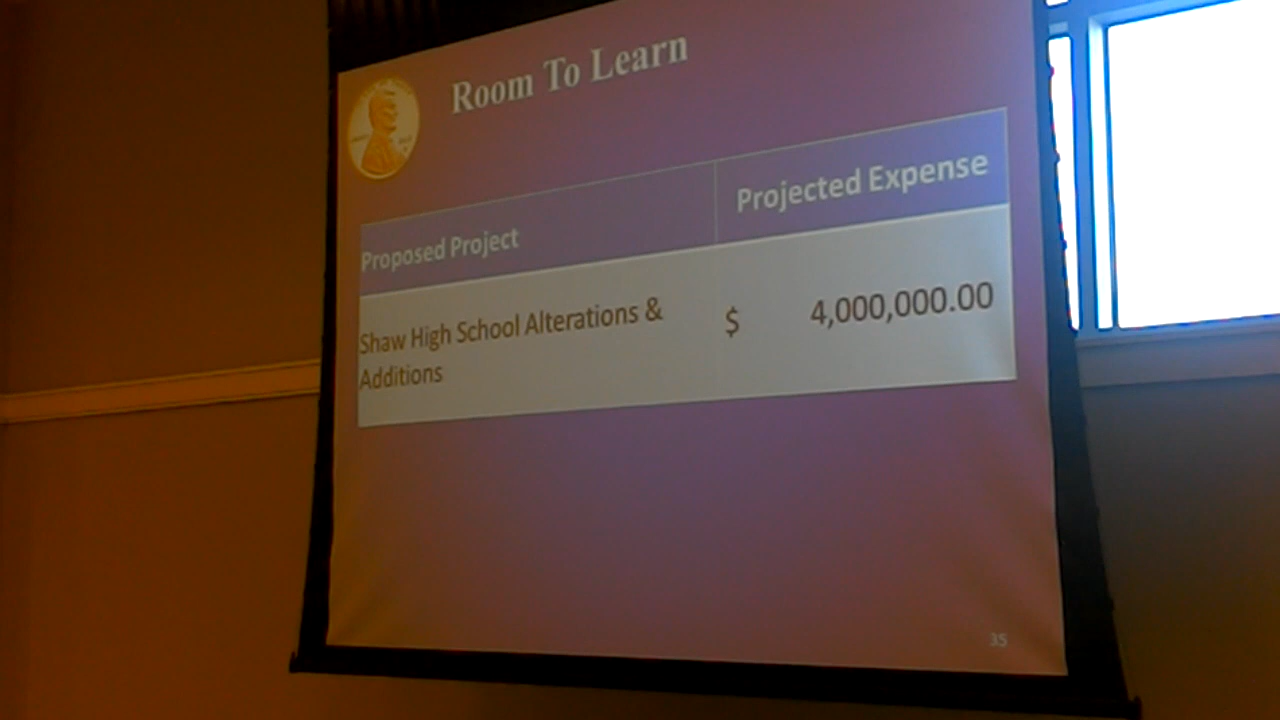 Room To Learn
Proposed Project
Projected Expense
Shaw High School Alterations &
Additions
$ 4,000,000.00
35